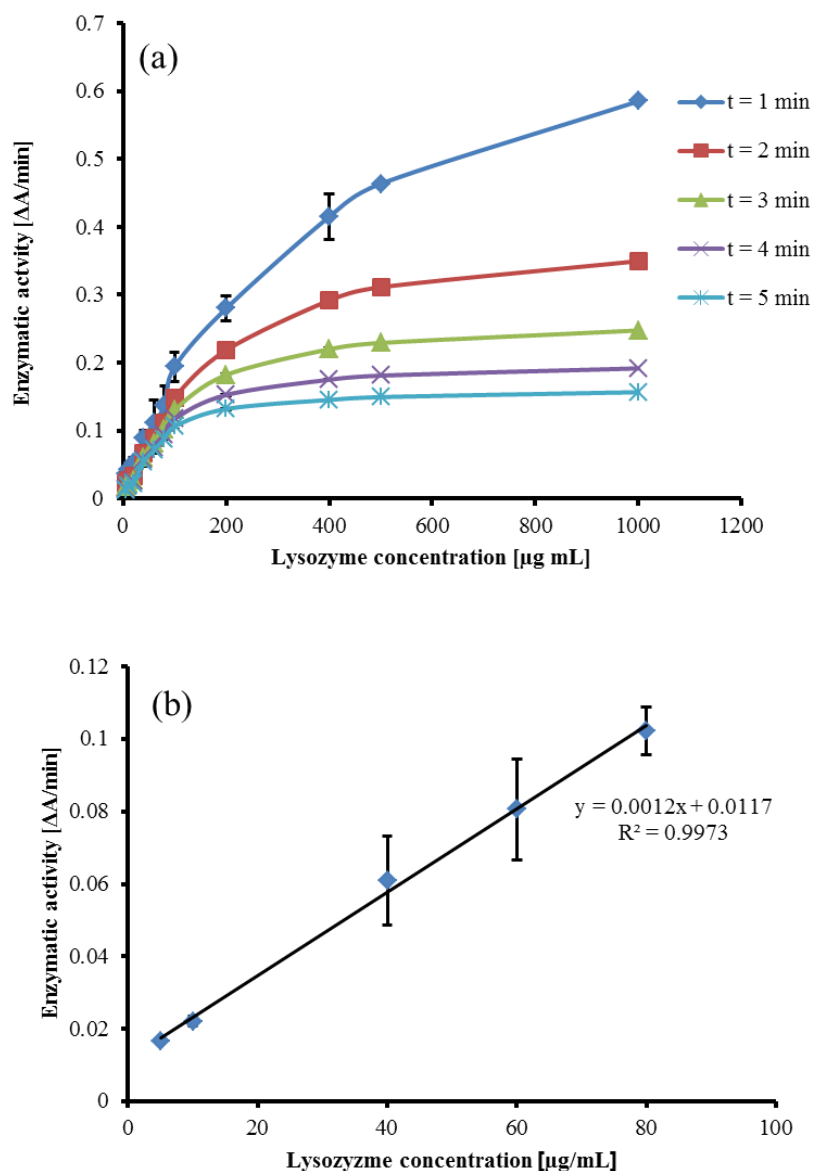 (a)
0.7
0.6
0.5
0.4
0.3
0.2
0.1
0
Enzymatic actvity [ΔA/min]
0 200 400 600 800 1000 1200
Lysozyme concentration [µg mL]
t = 1 min
t = 2 min
t = 3 min
t = 4 min
t = 5 min
(b)
0.12
0.1
0.08
0.06
0.04
0.02
0
Enzymatic activity [ΔA/min]
y = 0.0012x + 0.0117
R² = 0.9973
0 20 40 60 80 100
Lysozyzme concentration [µg/mL]